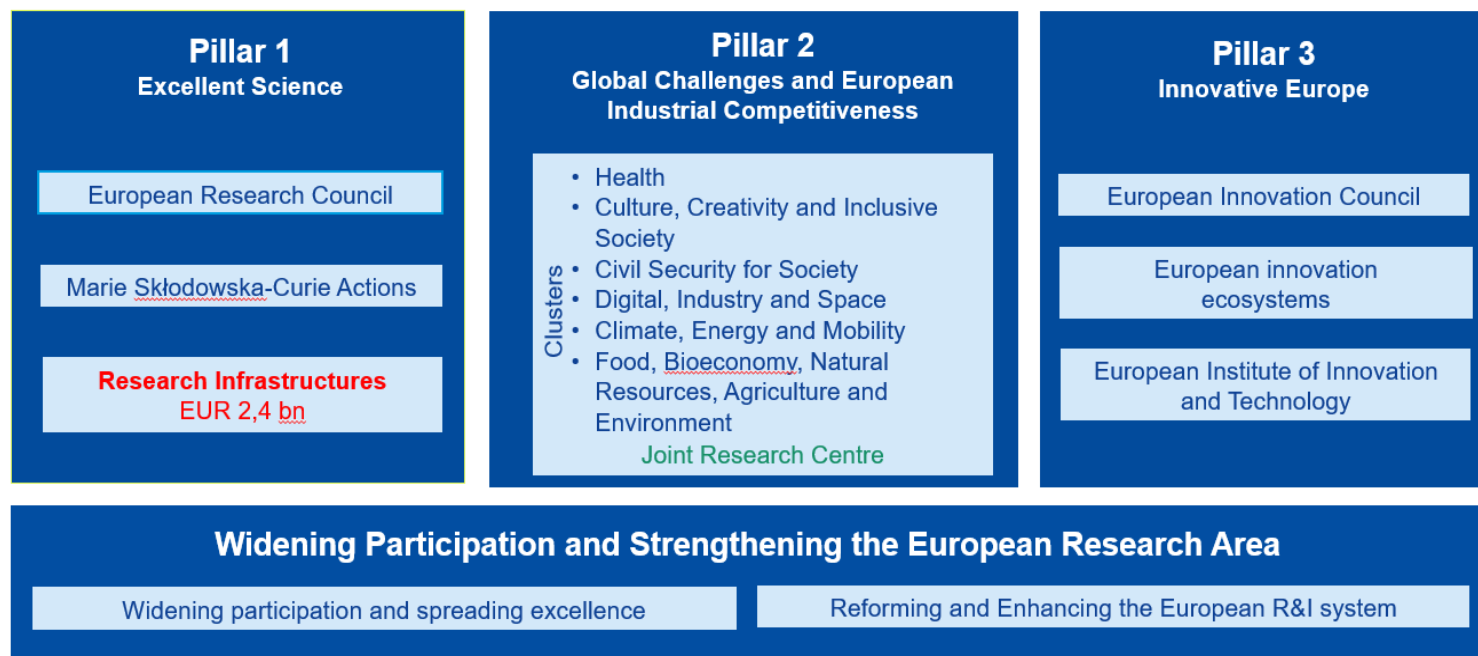 Pillar 1
Excellent Science
European Research Council
Marie Skłodowska-Curie Actions
Research Infrastructures
EUR 2,4 bn
Pillar 2
Global Challenges and European
Industrial Competitiveness
Clusters
• Health
• Culture, Creativity and Inclusive
Society
• Civil Security for Society
• Digital, Industry and Space
• Climate, Energy and Mobility
• Food, Bioeconomy, Natural
Resources, Agriculture and
Environment
Joint Research Centre
Pillar 3
Innovative Europe
European Innovation Council
European innovation
ecosystems
European Institute of Innovation
and Technology
Widening Participation and Strengthening the European Research Area
Widening participation and spreading excellence
Reforming and Enhancing the European R&I system